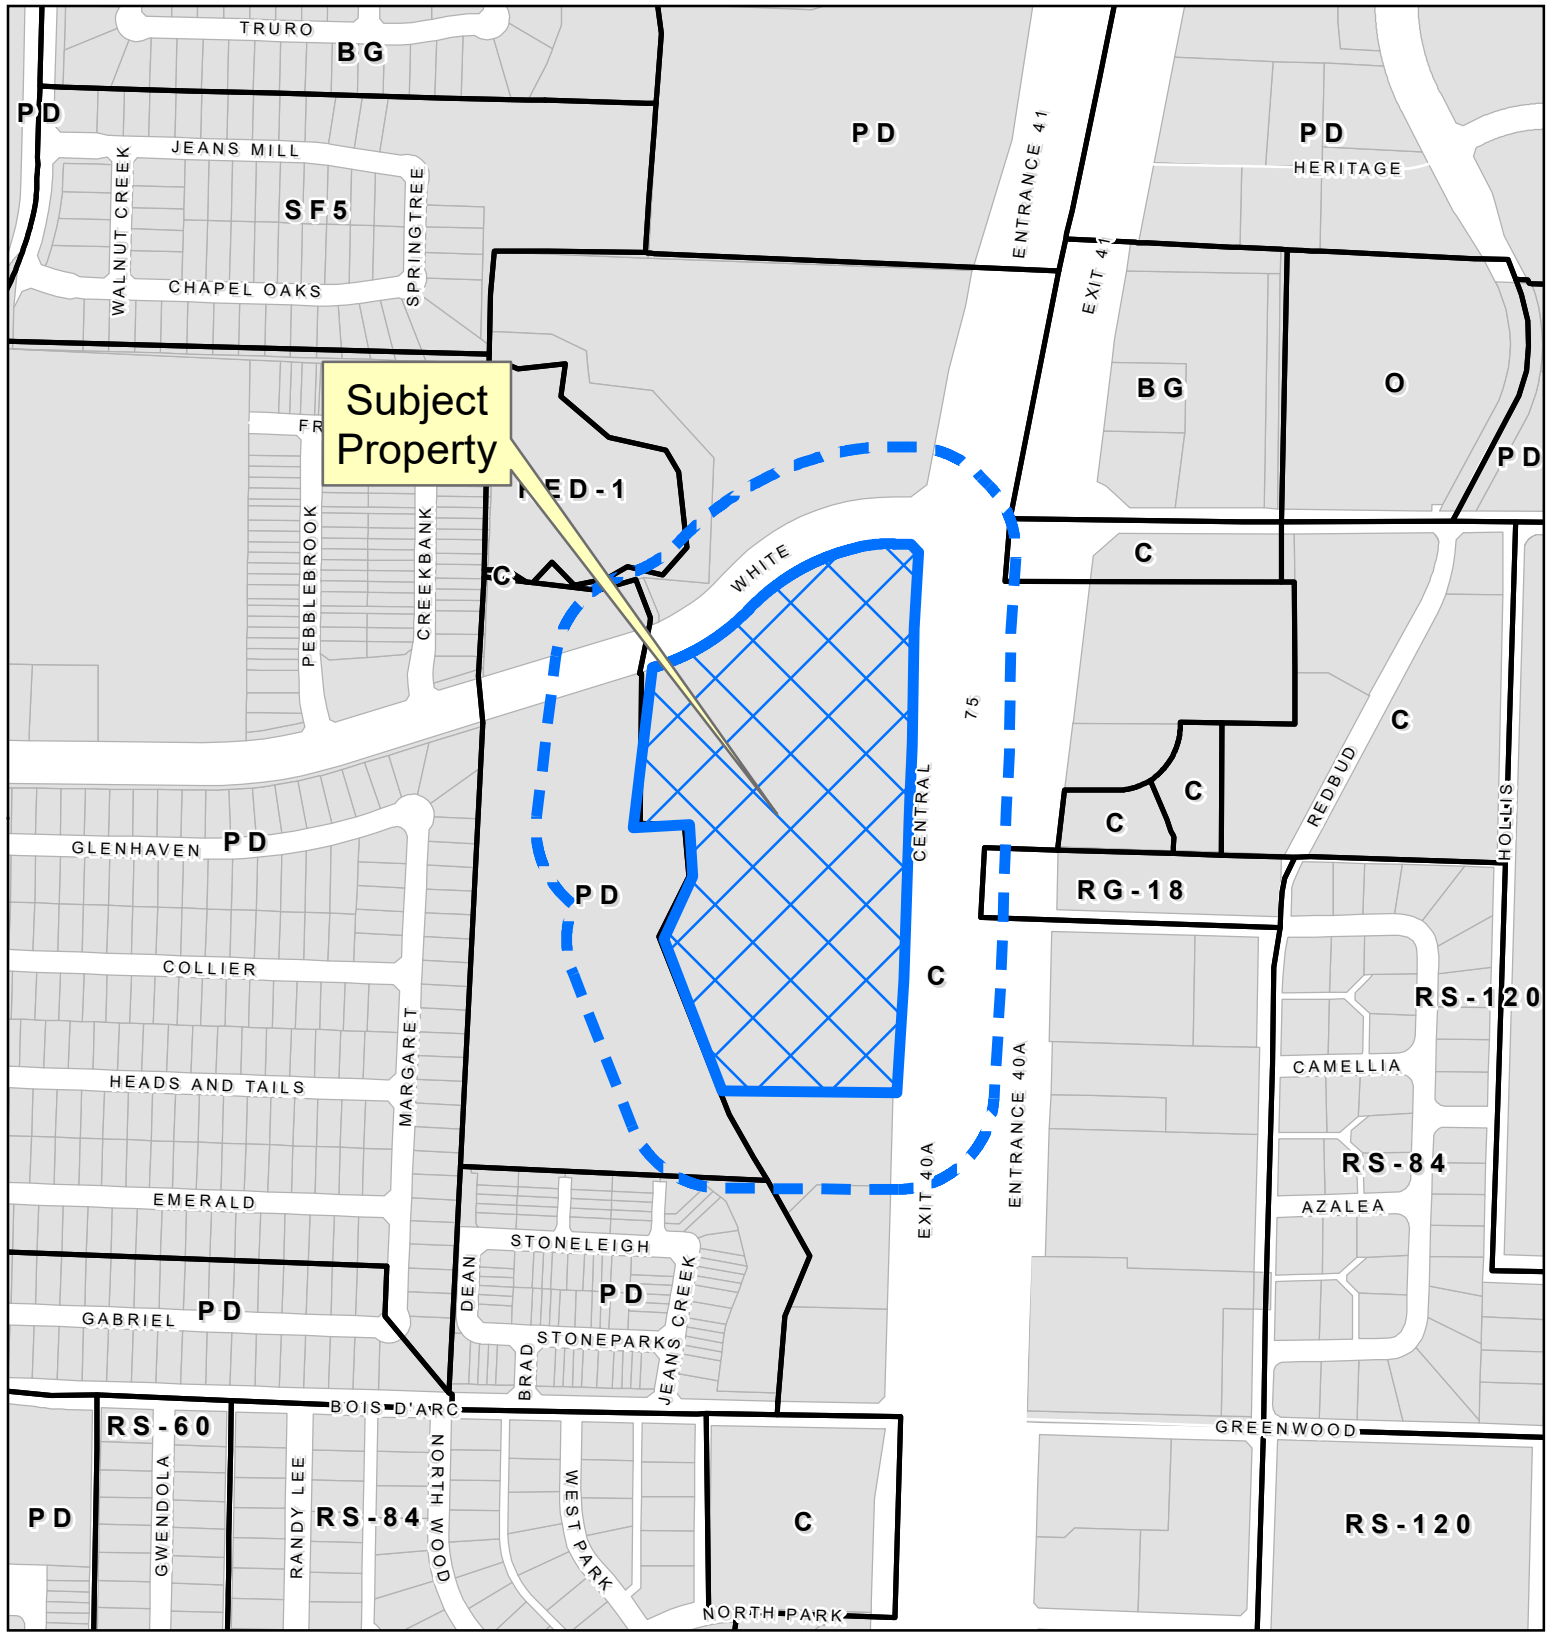 TRURO
BG
PD
PD
PD
JEANS MILL
HERITAGE
ENTRANCE 41
WALNUT CREEK
SF5
SPRINGTREE
CHAPEL OAKS
EXIT 41
Subject
Property
BG
O
PD
ED-1
PEBBLEBROOK
CREEKBANK
C
WHITE
C
75
C
REDBUD
CENTRAL
C
C
HOLLIS
GLENHAVEN
PD
PD
RG-18
COLLIER
C
RS-120
MARGARET
HEADS AND TAILS
ENTRANCE 40A
CAMELLIA
EXIT 40A
RS-84
EMERALD
AZALEA
STONELEIGH
DEAN
PD
JEANS CREEK
GABRIEL
PD
STONEPARK
BRAD
BOIS D'ARC
RS-60
GREENWOOD
GWENDOLA
RANDY LEE
NORTH WOOD
WEST PARK
PD
RS-84
C
RS-120
NORTH PARK